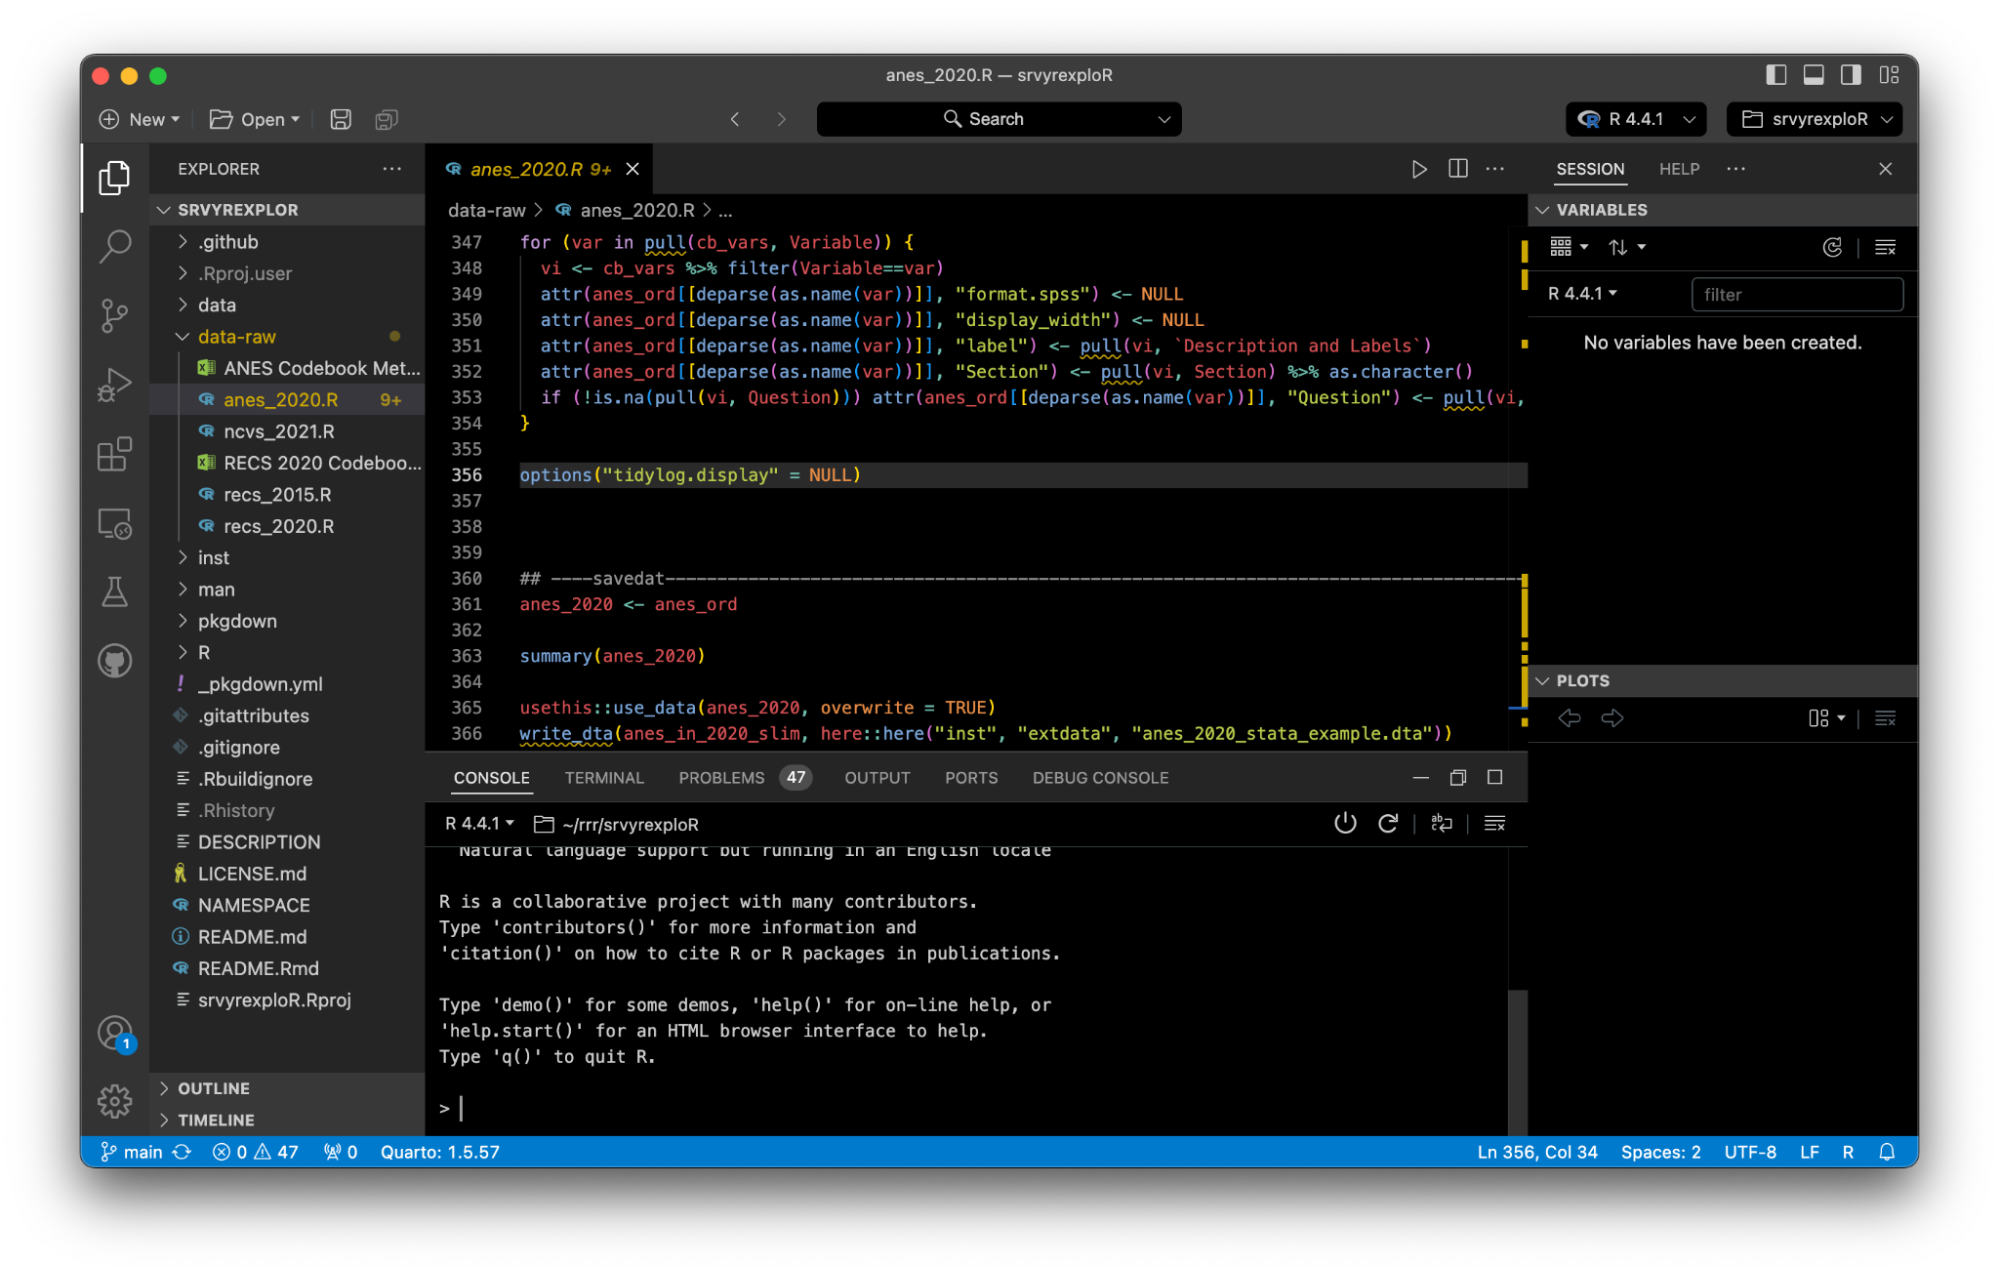 anes_2020.R — srvyrexploR
New
Open
Search
R 4.4.1
srvyrexploR
EXPLORER
SRVYREXPLOR
.github
.Rproj.user
data
data-raw
ANES Codebook Met...
anes_2020.R 9+
ncvs_2021.R
RECS 2020 Codeboo...
recs_2015.R
recs_2020.R
inst
man
pkgdown
R
! _pkgdown.yml
.gitattributes
.gitignore
.Rbuildignore
.Rhistory
DESCRIPTION
LICENSE.md
NAMESPACE
README.md
README.Rmd
srvyrexploR.Rproj
OUTLINE
TIMELINE
1
anes_2020.R 9+
data-raw > anes_2020.R > ...
347 for (var in pull(cb_vars, Variable)) {
348 vi <- cb_vars %>% filter(Variable==var)
349 attr(anes_ord[[deparse(as.name(var))]], "format.spss") <- NULL
350 attr(anes_ord[[deparse(as.name(var))]], "display_width") <- NULL
351 attr(anes_ord[[deparse(as.name(var))]], "label") <- pull(vi, `Description and Labels`)
352 attr(anes_ord[[deparse(as.name(var))]], "Section") <- pull(vi, Section) %>% as.character()
353 if (!is.na(pull(vi, Question))) attr(anes_ord[[deparse(as.name(var))]], "Question") <- pull(vi,
354 }
355
356 options("tidylog.display" = NULL)
357
358
359
360 ## ----savedat-----------------------------------------------------------------------------------
361 anes_2020 <- anes_ord
362
363 summary(anes_2020)
364
365 usethis::use_data(anes_2020, overwrite = TRUE)
366 write_dta(anes_in_2020_slim, here::here("inst", "extdata", "anes_2020_stata_example.dta"))
CONSOLE TERMINAL PROBLEMS 47 OUTPUT PORTS DEBUG CONSOLE
R 4.4.1 ~/rrr/srvyrexploR
Natural language support but running in an English locale
R is a collaborative project with many contributors.
Type 'contributors()' for more information and
'citation()' on how to cite R or R packages in publications.
Type 'demo()' for some demos, 'help()' for on-line help, or
'help.start()' for an HTML browser interface to help.
Type 'q()' to quit R.
>
SESSION HELP
VARIABLES
R 4.4.1 filter
No variables have been created.
PLOTS
main 0 47 0 Quarto: 1.5.57
Ln 356, Col 34 Spaces: 2 UTF-8 LF R